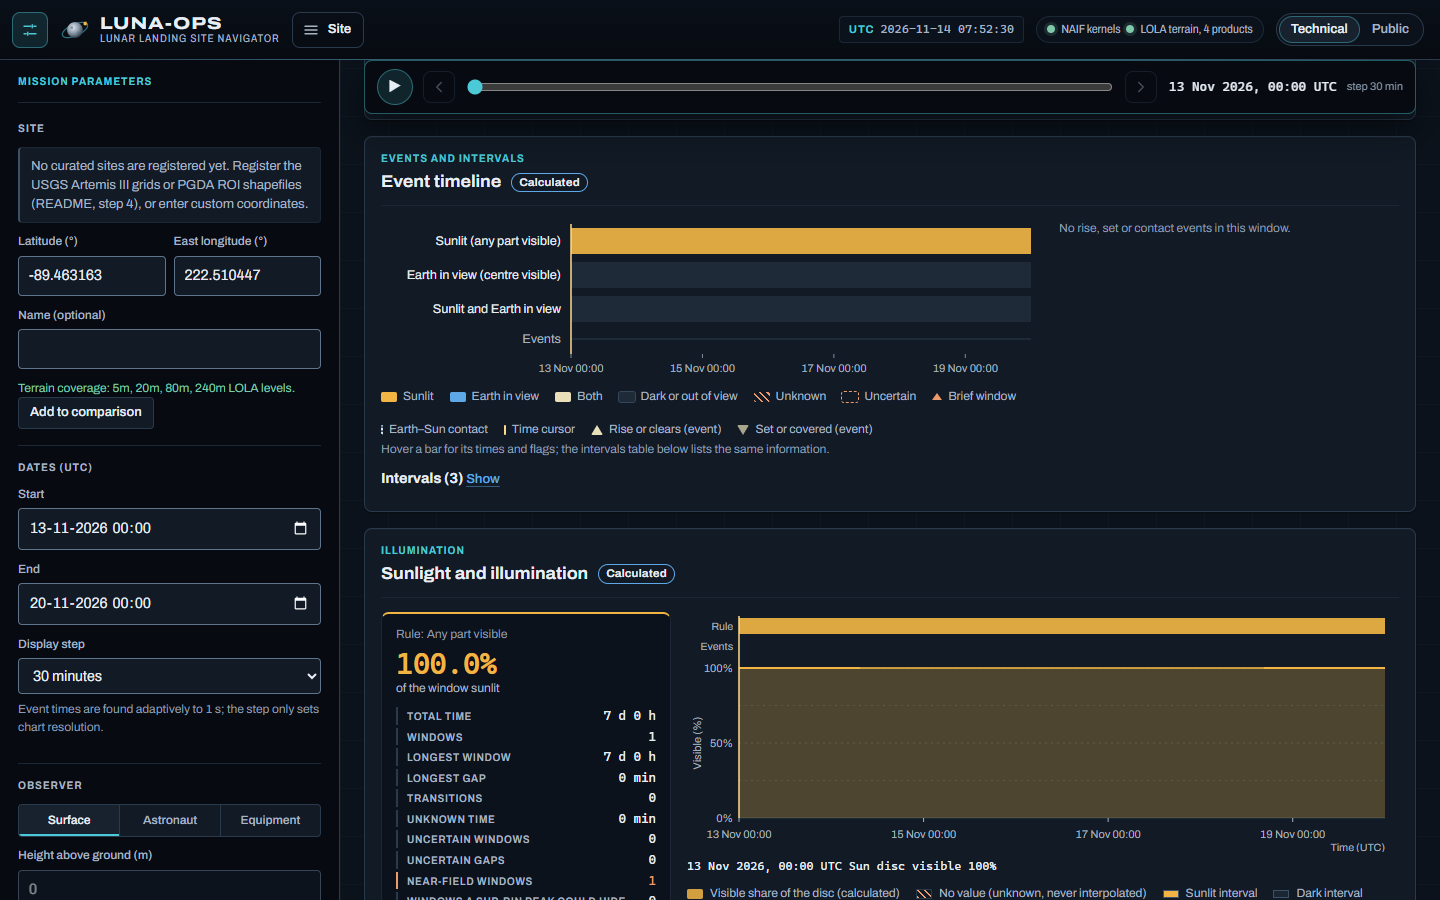 LUNA-OPS
LUNAR LANDING SITE NAVIGATOR
Site
UTC 2026-11-14 07:52:30
NAIF kernels
LOLA terrain, 4 products
Technical
Public
MISSION PARAMETERS
SITE
No curated sites are registered yet. Register the
USGS Artemis III grids or PGDA ROI shapefiles
(README, step 4), or enter custom coordinates.
Latitude (°)
East longitude (°)
-89.463163
222.510447
Name (optional)
Terrain coverage: 5m, 20m, 80m, 240m LOLA levels.
Add to comparison
DATES (UTC)
Start
13-11-2026 00:00
End
20-11-2026 00:00
Display step
30 minutes
Event times are found adaptively to 1 s; the step only sets
chart resolution.
OBSERVER
Surface
Astronaut
Equipment
Height above ground (m)
0
13 Nov 2026, 00:00 UTC
step 30 min
EVENTS AND INTERVALS
Event timeline
Calculated
Sunlit (any part visible)
Earth in view (centre visible)
Sunlit and Earth in view
Events
13 Nov 00:00
15 Nov 00:00
17 Nov 00:00
19 Nov 00:00
No rise, set or contact events in this window.
Sunlit
Earth in view
Both
Dark or out of view
Unknown
Uncertain
Brief window
Earth–Sun contact
Time cursor
Rise or clears (event)
Set or covered (event)
Hover a bar for its times and flags; the intervals table below lists the same information.
Intervals (3) Show
ILLUMINATION
Sunlight and illumination
Calculated
Rule: Any part visible
100.0%
of the window sunlit
TOTAL TIME 7 d 0 h
WINDOWS 1
LONGEST WINDOW 7 d 0 h
LONGEST GAP 0 min
TRANSITIONS 0
UNKNOWN TIME 0 min
UNCERTAIN WINDOWS 0
UNCERTAIN GAPS 0
NEAR-FIELD WINDOWS 1
Rule
Events
100%
50%
0%
Visible (%)
13 Nov 00:00
15 Nov 00:00
17 Nov 00:00
19 Nov 00:00
Time (UTC)
13 Nov 2026, 00:00 UTC Sun disc visible 100%
Visible share of the disc (calculated)
No value (unknown, never interpolated)
Sunlit interval
Dark interval